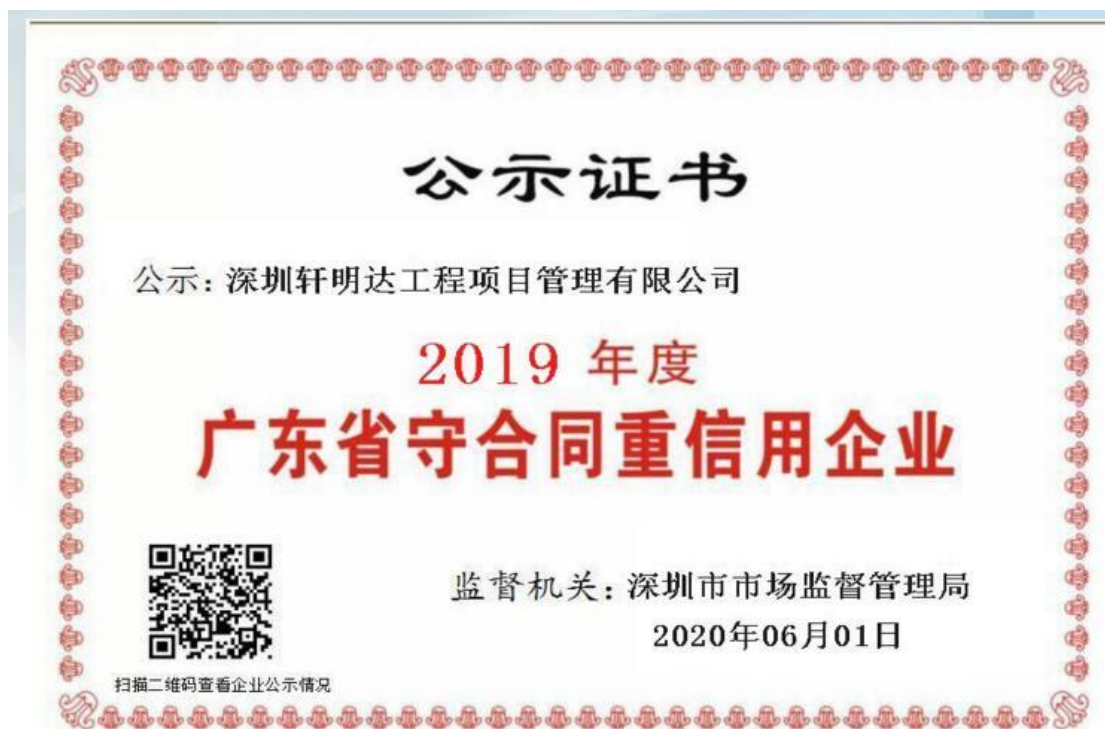 公示证书
公示：深圳轩明达工程项目管理有限公司
2019 年度
广东省守合同重信用企业
监督机关：深圳市市场监督管理局
2020年06月01日
扫描二维码查看企业公示情况